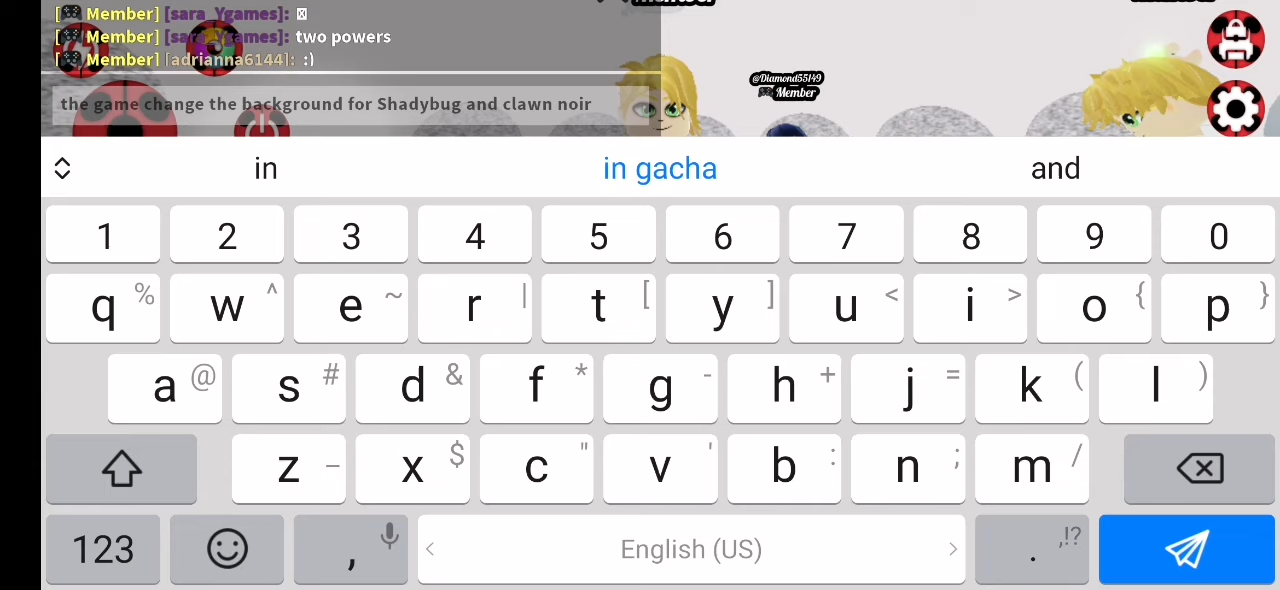 [🎮 Member] [sara_Ygames]:
[🎮 Member] [sara_Ygames]: two powers
[🎮 Member] [adrianna6144]: :)
the game change the background for Shadybug and clawn noir
@Diamond55149
🎮 Member
in in gacha and
1 2 3 4 5 6 7 8 9 0
q % w ^ e ~ r | t [ y ] u < i > o { p }
a @ s # d & f * g - h + j = k ( l )
z – x $ c " v ' b : n ; m /
123 , < English (US) > . ,!?